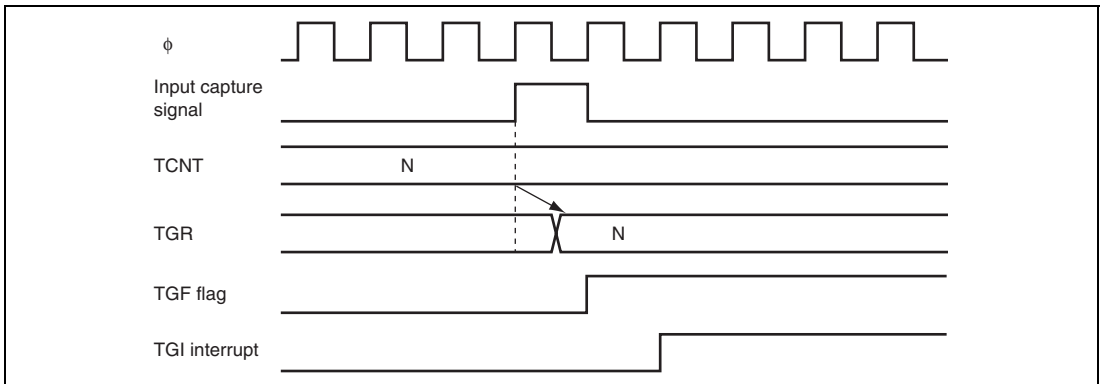 ϕ
Input capture
signal
TCNT N
TGR N
TGF flag
TGI interrupt